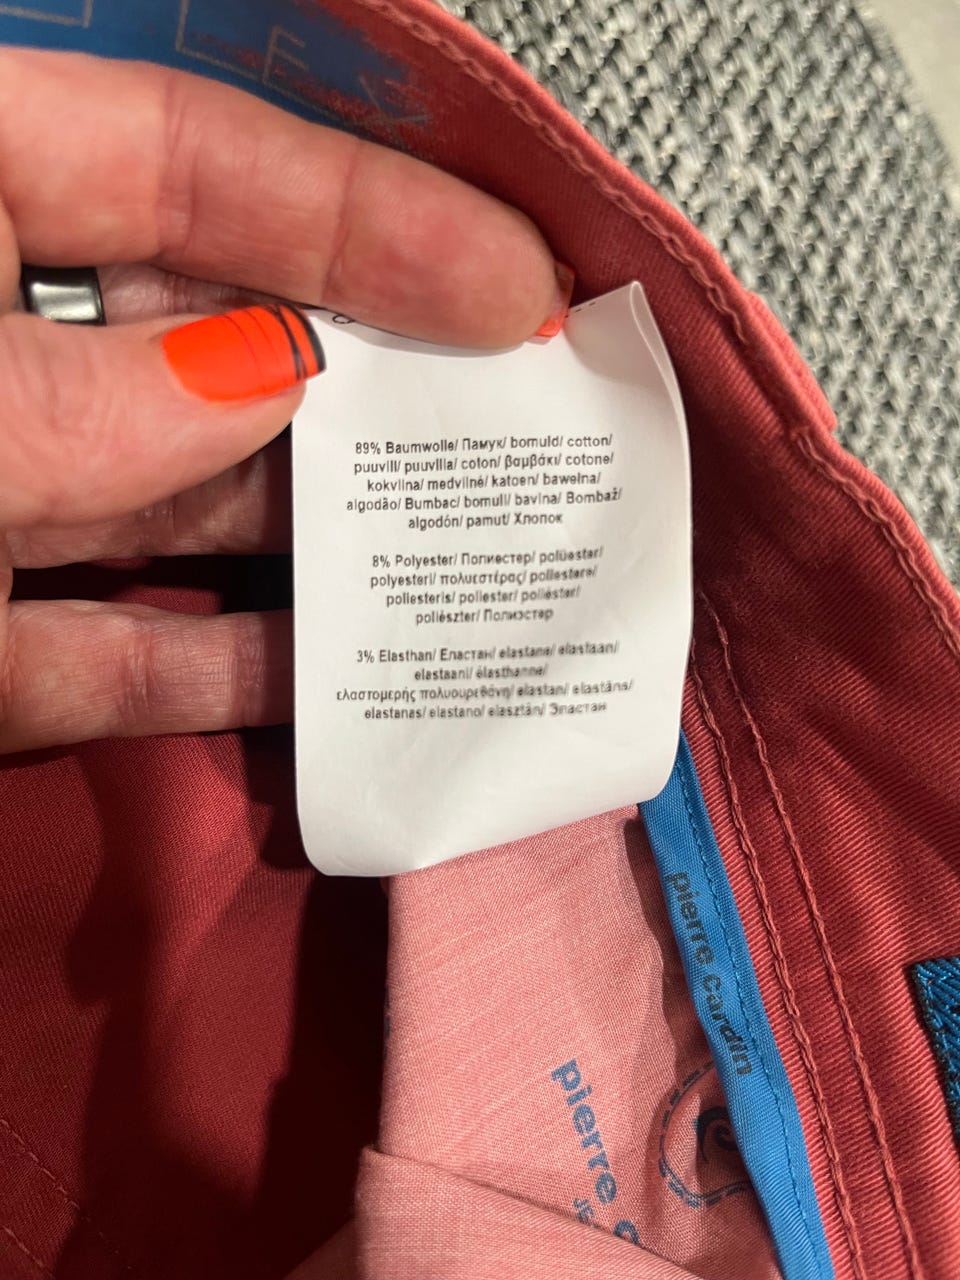 LEX
89% Baumwolle/ Памук/ bomuld/ cotton/
puuvill/ puuvilla/ coton/ βαμβάκι/ cotone/
kokvilna/ medvilnė/ katoen/ bawełna/
algodão/ Bumbac/ bomull/ bavlna/ Bombaž/
algodón/ pamut/ Хлопок
8% Polyester/ Полиестер/ polüester/
polyesteri/ πολυεστέρας/ poliestere/
poliesteris/ poliester/ poliéster/
poliészter/ Полиэстер
3% Elasthan/ Еластан/ elastane/ elastaan/
elastaani/ élasthanne/
ελαστομερής πολυουρεθάνη/ elastan/ elastāns/
elastanas/ elastano/ elasztán/ Эластан
pierre cardin
pierre